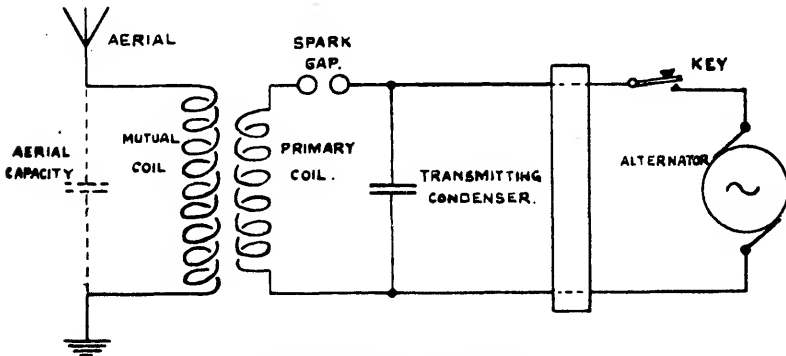 AERIAL
SPARK
GAP.
KEY
MUTUAL
COIL
PRIMARY
COIL.
AERIAL
CAPACITY
TRANSMITTING
CONDENSER.
ALTERNATOR